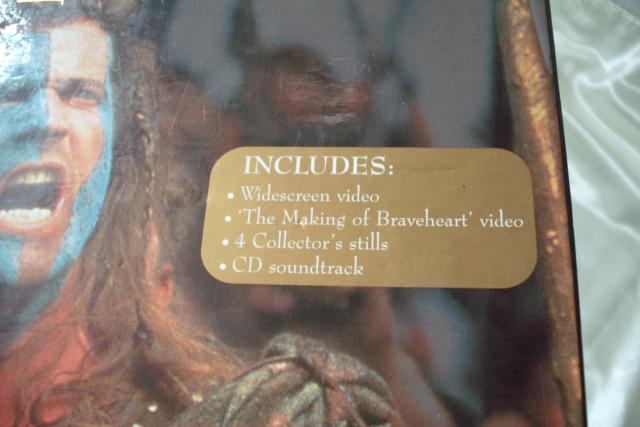 INCLUDES:
• Widescreen video
• 'The Making of Braveheart' video
• 4 Collector's stills
• CD soundtrack